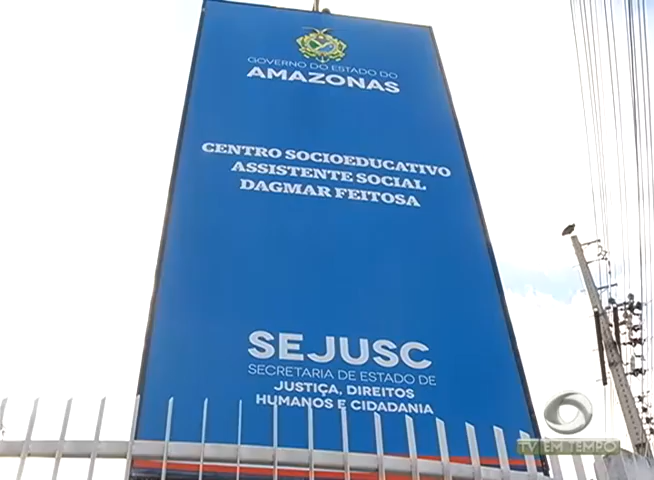 GOVERNO DO ESTADO DO
AMAZONAS
CENTRO SOCIOEDUCATIVO
ASSISTENTE SOCIAL
DAGMAR FEITOSA
SEJUSC
SECRETARIA DE ESTADO DE
JUSTIÇA, DIREITOS
HUMANOS E CIDADANIA
TV EM TEMPO